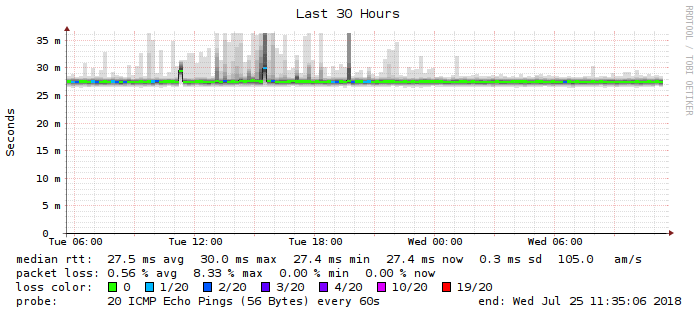 Last 30 Hours
RRDTOOL / TOBI OETIKER
Seconds
35 m
30 m
25 m
20 m
15 m
10 m
5 m
0
Tue 06:00 Tue 12:00 Tue 18:00 Wed 00:00 Wed 06:00
median rtt: 27.5 ms avg 30.0 ms max 27.4 ms min 27.4 ms now 0.3 ms sd 105.0 am/s
packet loss: 0.56 % avg 8.33 % max 0.00 % min 0.00 % now
loss color: 0 1/20 2/20 3/20 4/20 10/20 19/20
probe: 20 ICMP Echo Pings (56 Bytes) every 60s end: Wed Jul 25 11:35:06 2018